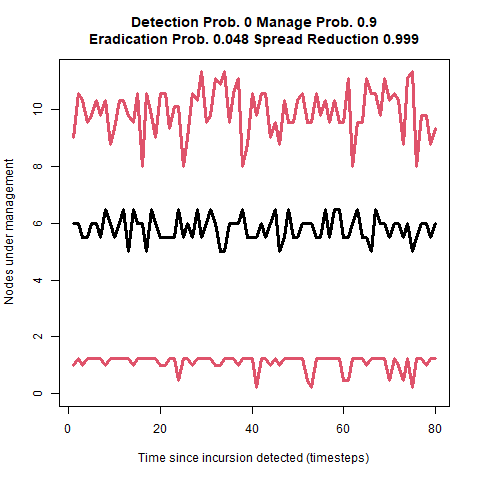 Detection Prob. 0 Manage Prob. 0.9
Eradication Prob. 0.048 Spread Reduction 0.999
Nodes under management
10
8
6
4
2
0
0
20
40
60
80
Time since incursion detected (timesteps)